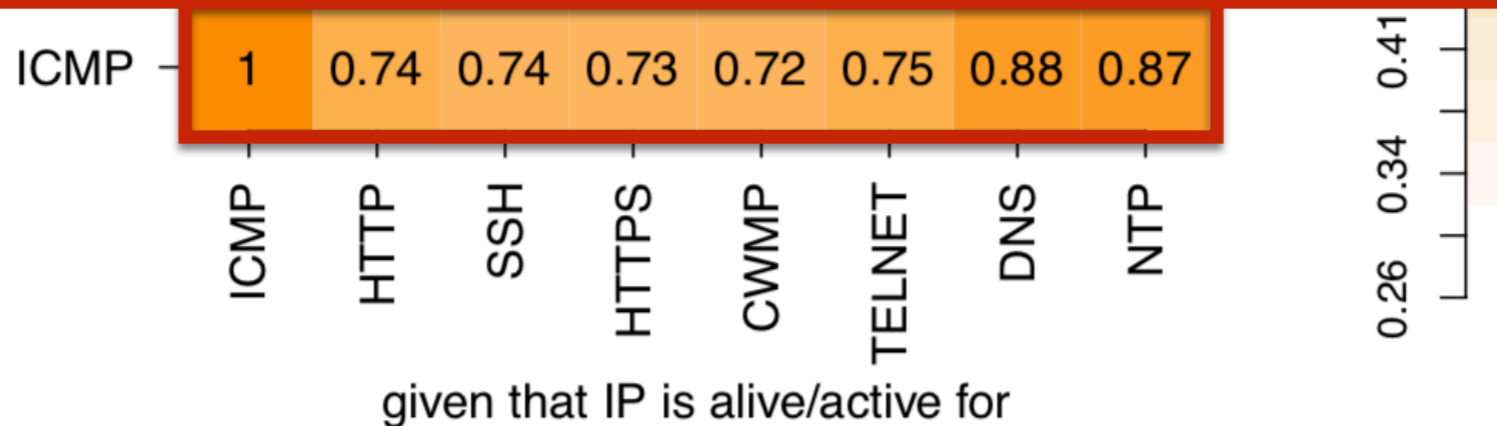 ICMP 1 0.74 0.74 0.73 0.72 0.75 0.88 0.87
ICMP HTTP SSH HTTPS CWMP TELNET DNS NTP
given that IP is alive/active for
0.41
0.34
0.26